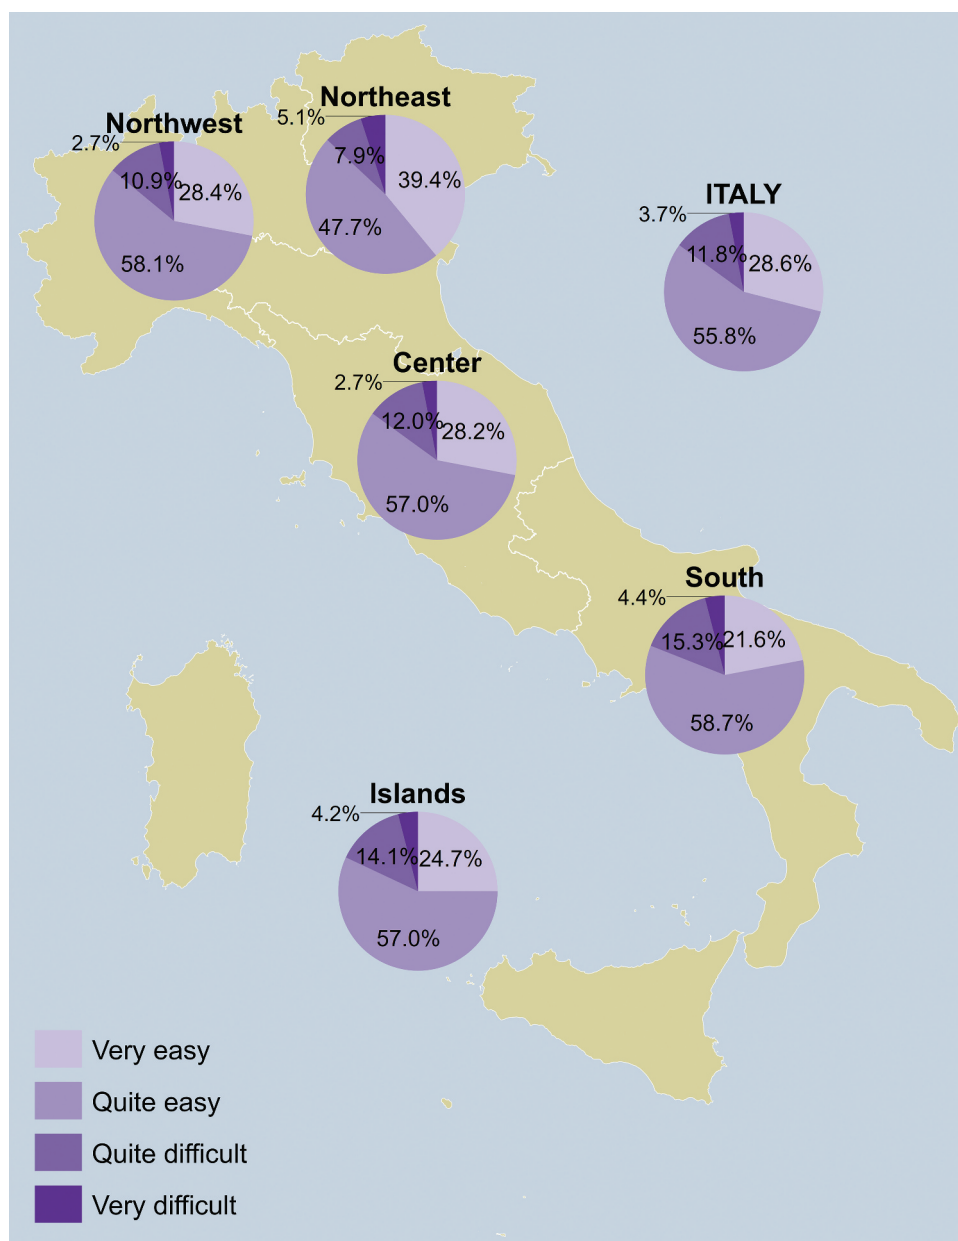 Northeast
5.1%
7.9%
39.4%
47.7%
Northwest
2.7%
10.9%
28.4%
58.1%
ITALY
3.7%
11.8%
28.6%
55.8%
Center
2.7%
12.0%
28.2%
57.0%
South
4.4%
15.3%
21.6%
58.7%
Islands
4.2%
14.1%
24.7%
57.0%
Very easy
Quite easy
Quite difficult
Very difficult